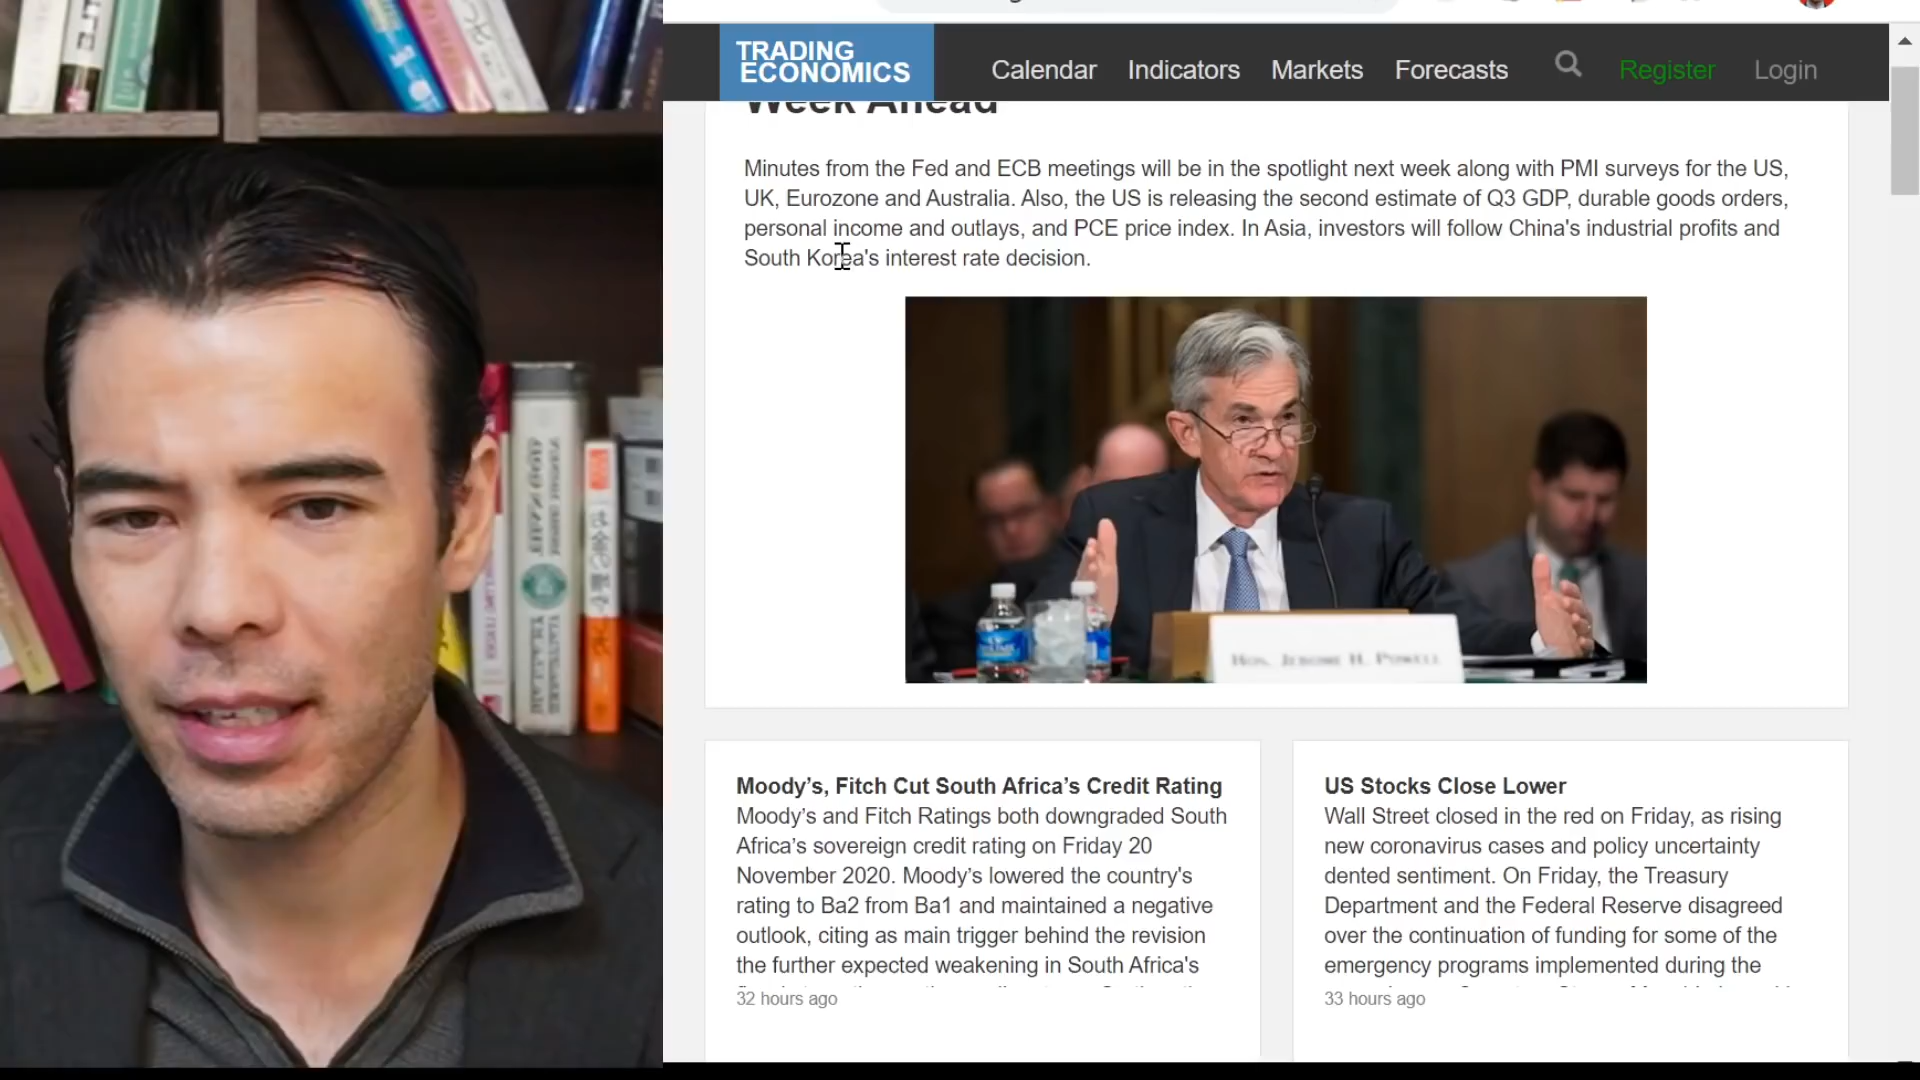 TRADING
ECONOMICS
Calendar
Indicators
Markets
Forecasts
Register
Login
Week Ahead
Minutes from the Fed and ECB meetings will be in the spotlight next week along with PMI surveys for the US,
UK, Eurozone and Australia. Also, the US is releasing the second estimate of Q3 GDP, durable goods orders,
personal income and outlays, and PCE price index. In Asia, investors will follow China's industrial profits and
South Korea's interest rate decision.
HON. JEROME H. POWELL
Moody’s, Fitch Cut South Africa’s Credit Rating
Moody’s and Fitch Ratings both downgraded South
Africa’s sovereign credit rating on Friday 20
November 2020. Moody’s lowered the country's
rating to Ba2 from Ba1 and maintained a negative
outlook, citing as main trigger behind the revision
the further expected weakening in South Africa's
32 hours ago
US Stocks Close Lower
Wall Street closed in the red on Friday, as rising
new coronavirus cases and policy uncertainty
dented sentiment. On Friday, the Treasury
Department and the Federal Reserve disagreed
over the continuation of funding for some of the
emergency programs implemented during the
33 hours ago